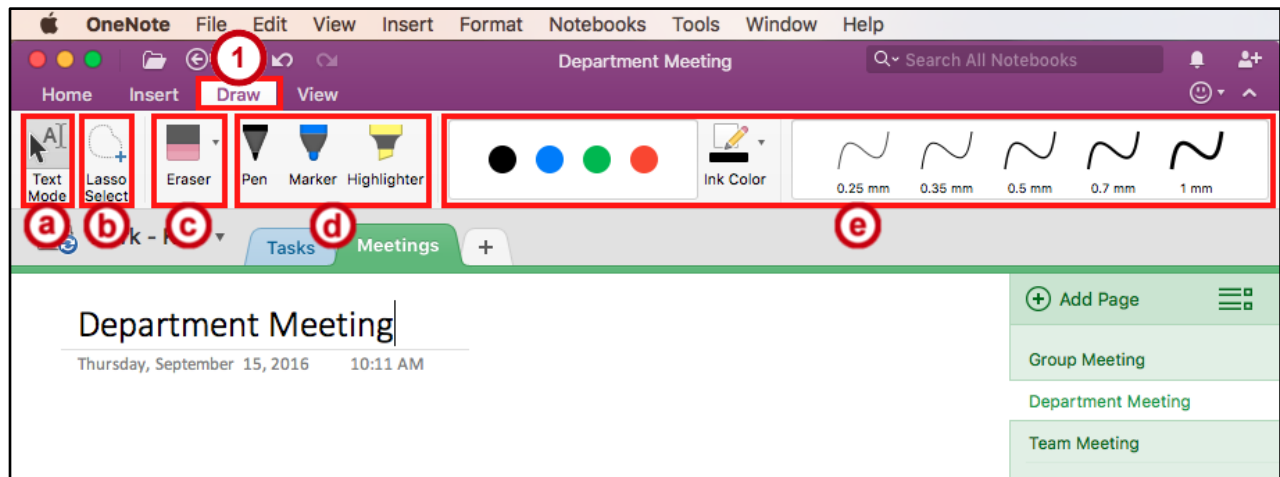 OneNote File Edit View Insert Format Notebooks Tools Window Help
1
Department Meeting
Search All Notebooks
Home Insert Draw View
A
Text Mode
Lasso Select
Eraser
Pen
Marker
Highlighter
Ink Color
0.25 mm
0.35 mm
0.5 mm
0.7 mm
1 mm
a
b
c
d
e
Tasks
Meetings
+
Department Meeting
Thursday, September 15, 2016 10:11 AM
Add Page
Group Meeting
Department Meeting
Team Meeting